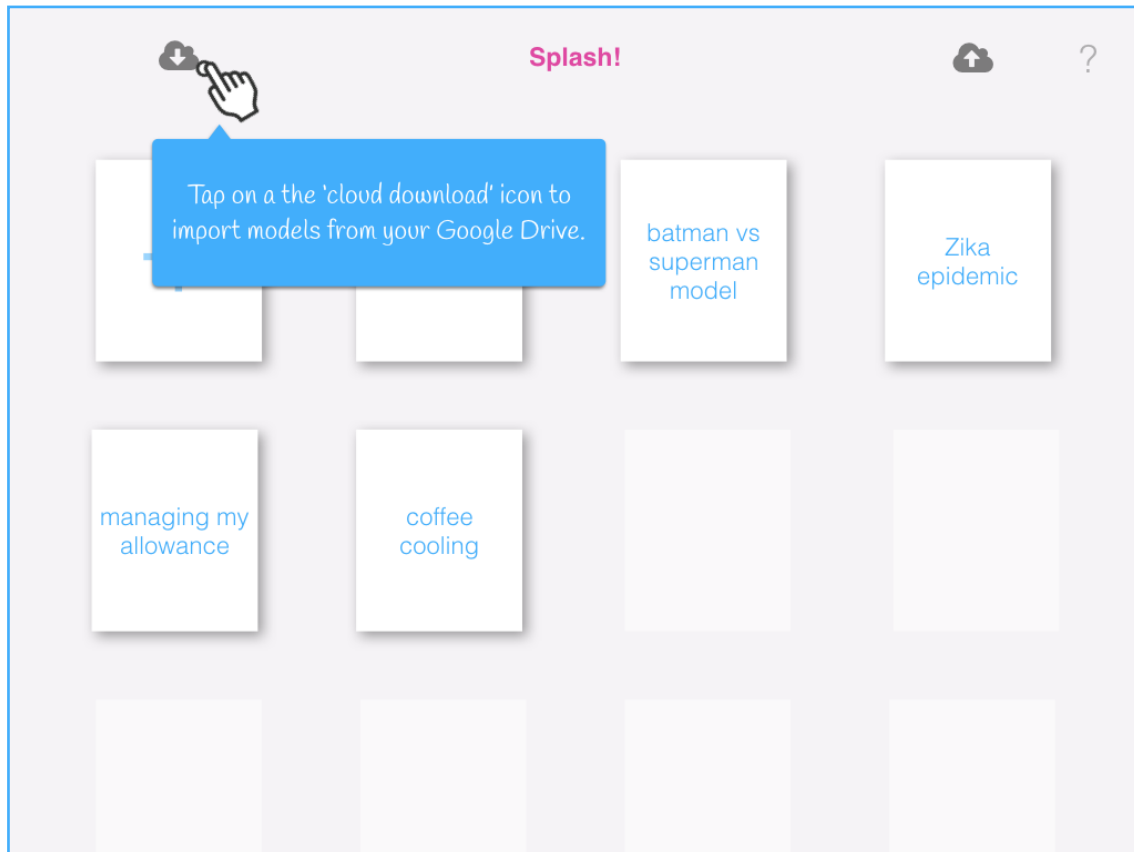 Splash!
?
Tap on a the 'cloud download' icon to
import models from your Google Drive.
batman vs
superman
model
Zika
epidemic
managing my
allowance
coffee
cooling